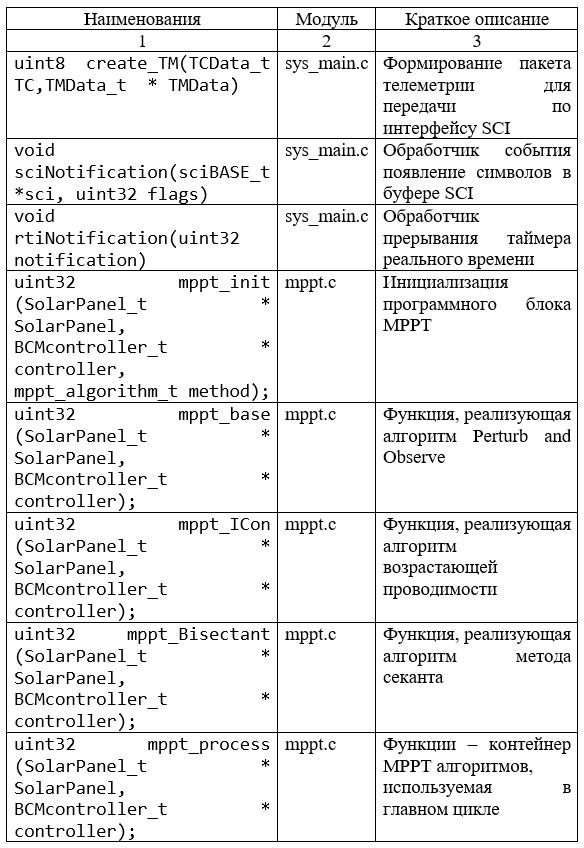 Наименования Модуль Краткое описание
1 2 3
uint8 create_TM(TCData_t sys_main.c Формирование пакета
TC,TMData_t * TMData) телеметрии для
передачи по
интерфейсу SCI
void sys_main.c Обработчик события
sciNotification(sciBASE_t появление символов в
*sci, uint32 flags) буфере SCI
void sys_main.c Обработчик
rtiNotification(uint32 прерывания таймера
notification) реального времени
uint32 mppt_init mppt.c Инициализация
(SolarPanel_t * программного блока
SolarPanel, MPPT
BCMcontroller_t *
controller,
mppt_algorithm_t method);
uint32 mppt_base mppt.c Функция, реализующая
(SolarPanel_t * алгоритм Perturb and
SolarPanel, Observe
BCMcontroller_t *
controller);
uint32 mppt_ICon mppt.c Функция, реализующая
(SolarPanel_t * алгоритм
SolarPanel, возрастающей
BCMcontroller_t * проводимости
controller);
uint32 mppt_Bisectant mppt.c Функция, реализующая
(SolarPanel_t * алгоритм метода
SolarPanel, секанта
BCMcontroller_t *
controller);
uint32 mppt_process mppt.c Функции – контейнер
(SolarPanel_t * MPPT алгоритмов,
SolarPanel, используемая в
BCMcontroller_t * главном цикле
controller);